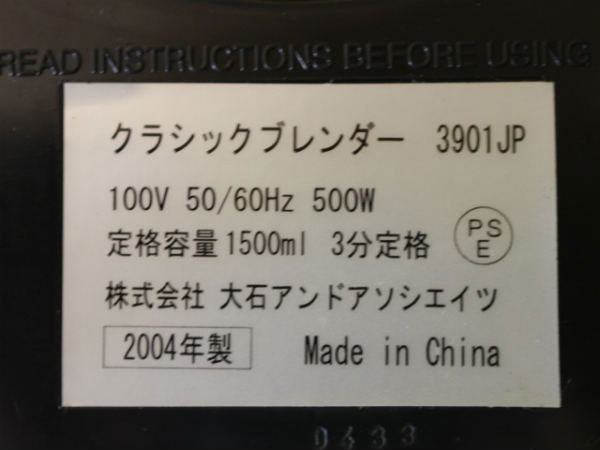 READ INSTRUCTIONS BEFORE USING
クラシックブレンダー 3901JP
100V 50/60Hz 500W
定格容量1500ml 3分定格
PS
E
株式会社 大石アンドアソシエイツ
2004年製 Made in China
0433